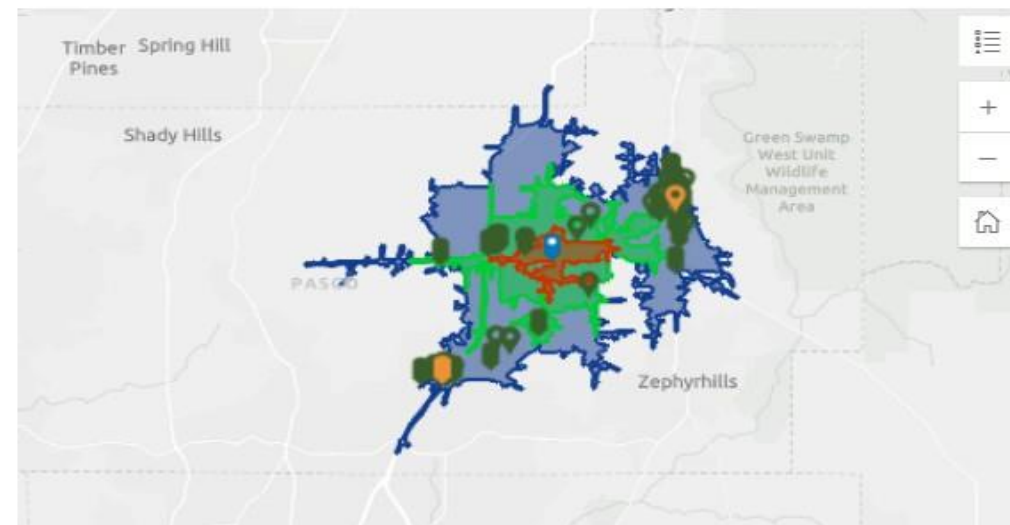 Timber
Pines
Spring Hill
Shady Hills
Green Swamp
West Unit
Wildlife
Management
Area
PASCO
Zephyrhills